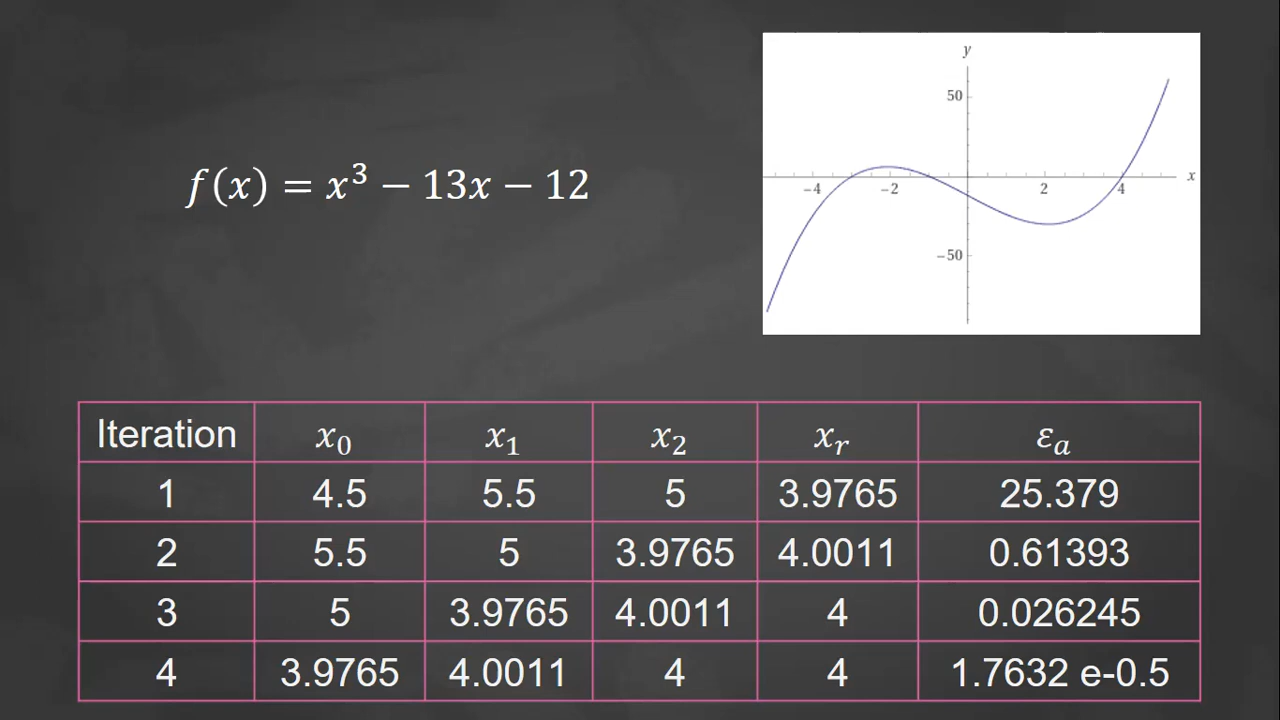 y
50
f(x) = x³ − 13x − 12
−4 −2 2 4 x
−50
Iteration x₀ x₁ x₂ xᵣ εₐ
1 4.5 5.5 5 3.9765 25.379
2 5.5 5 3.9765 4.0011 0.61393
3 5 3.9765 4.0011 4 0.026245
4 3.9765 4.0011 4 4 1.7632 e-0.5